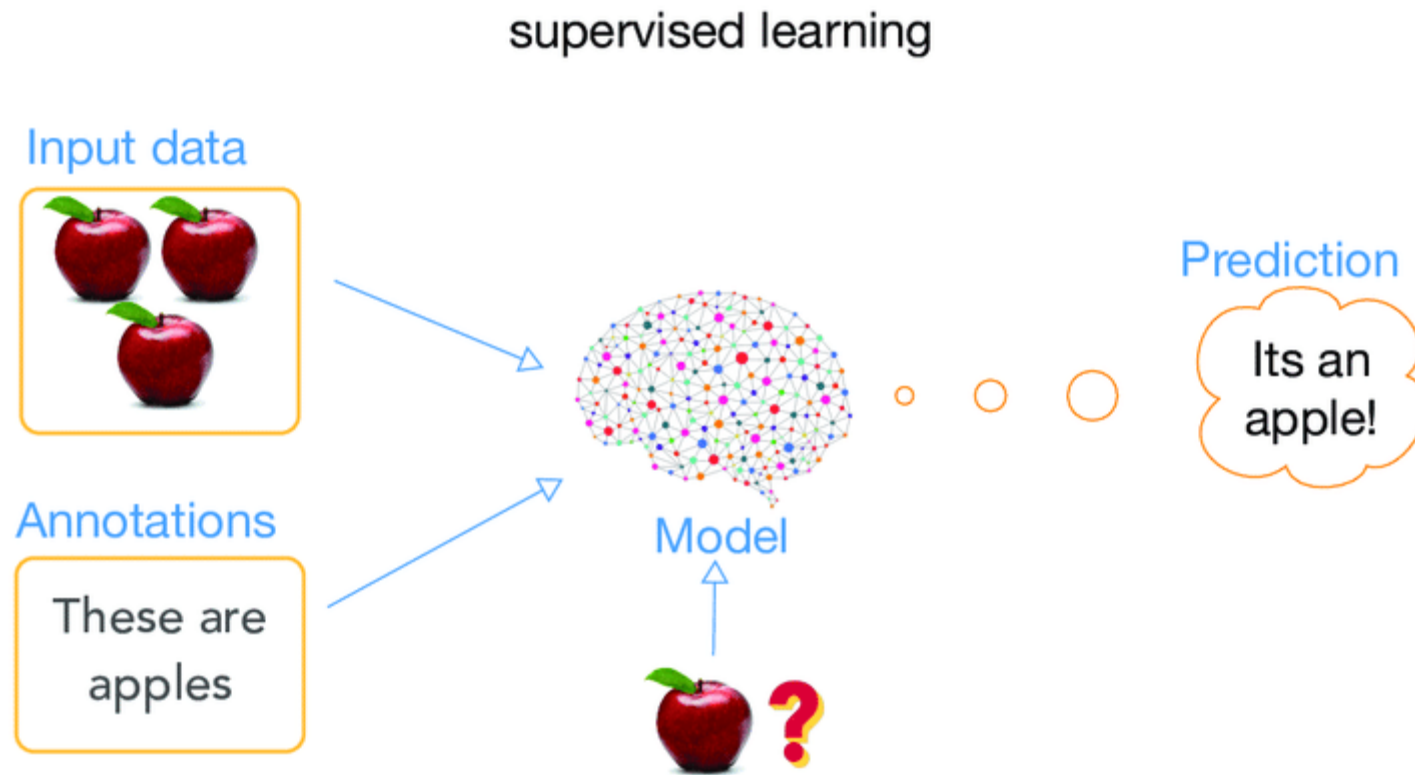 supervised learning
Input data
Annotations
These are
apples
Model
?
Prediction
Its an
apple!